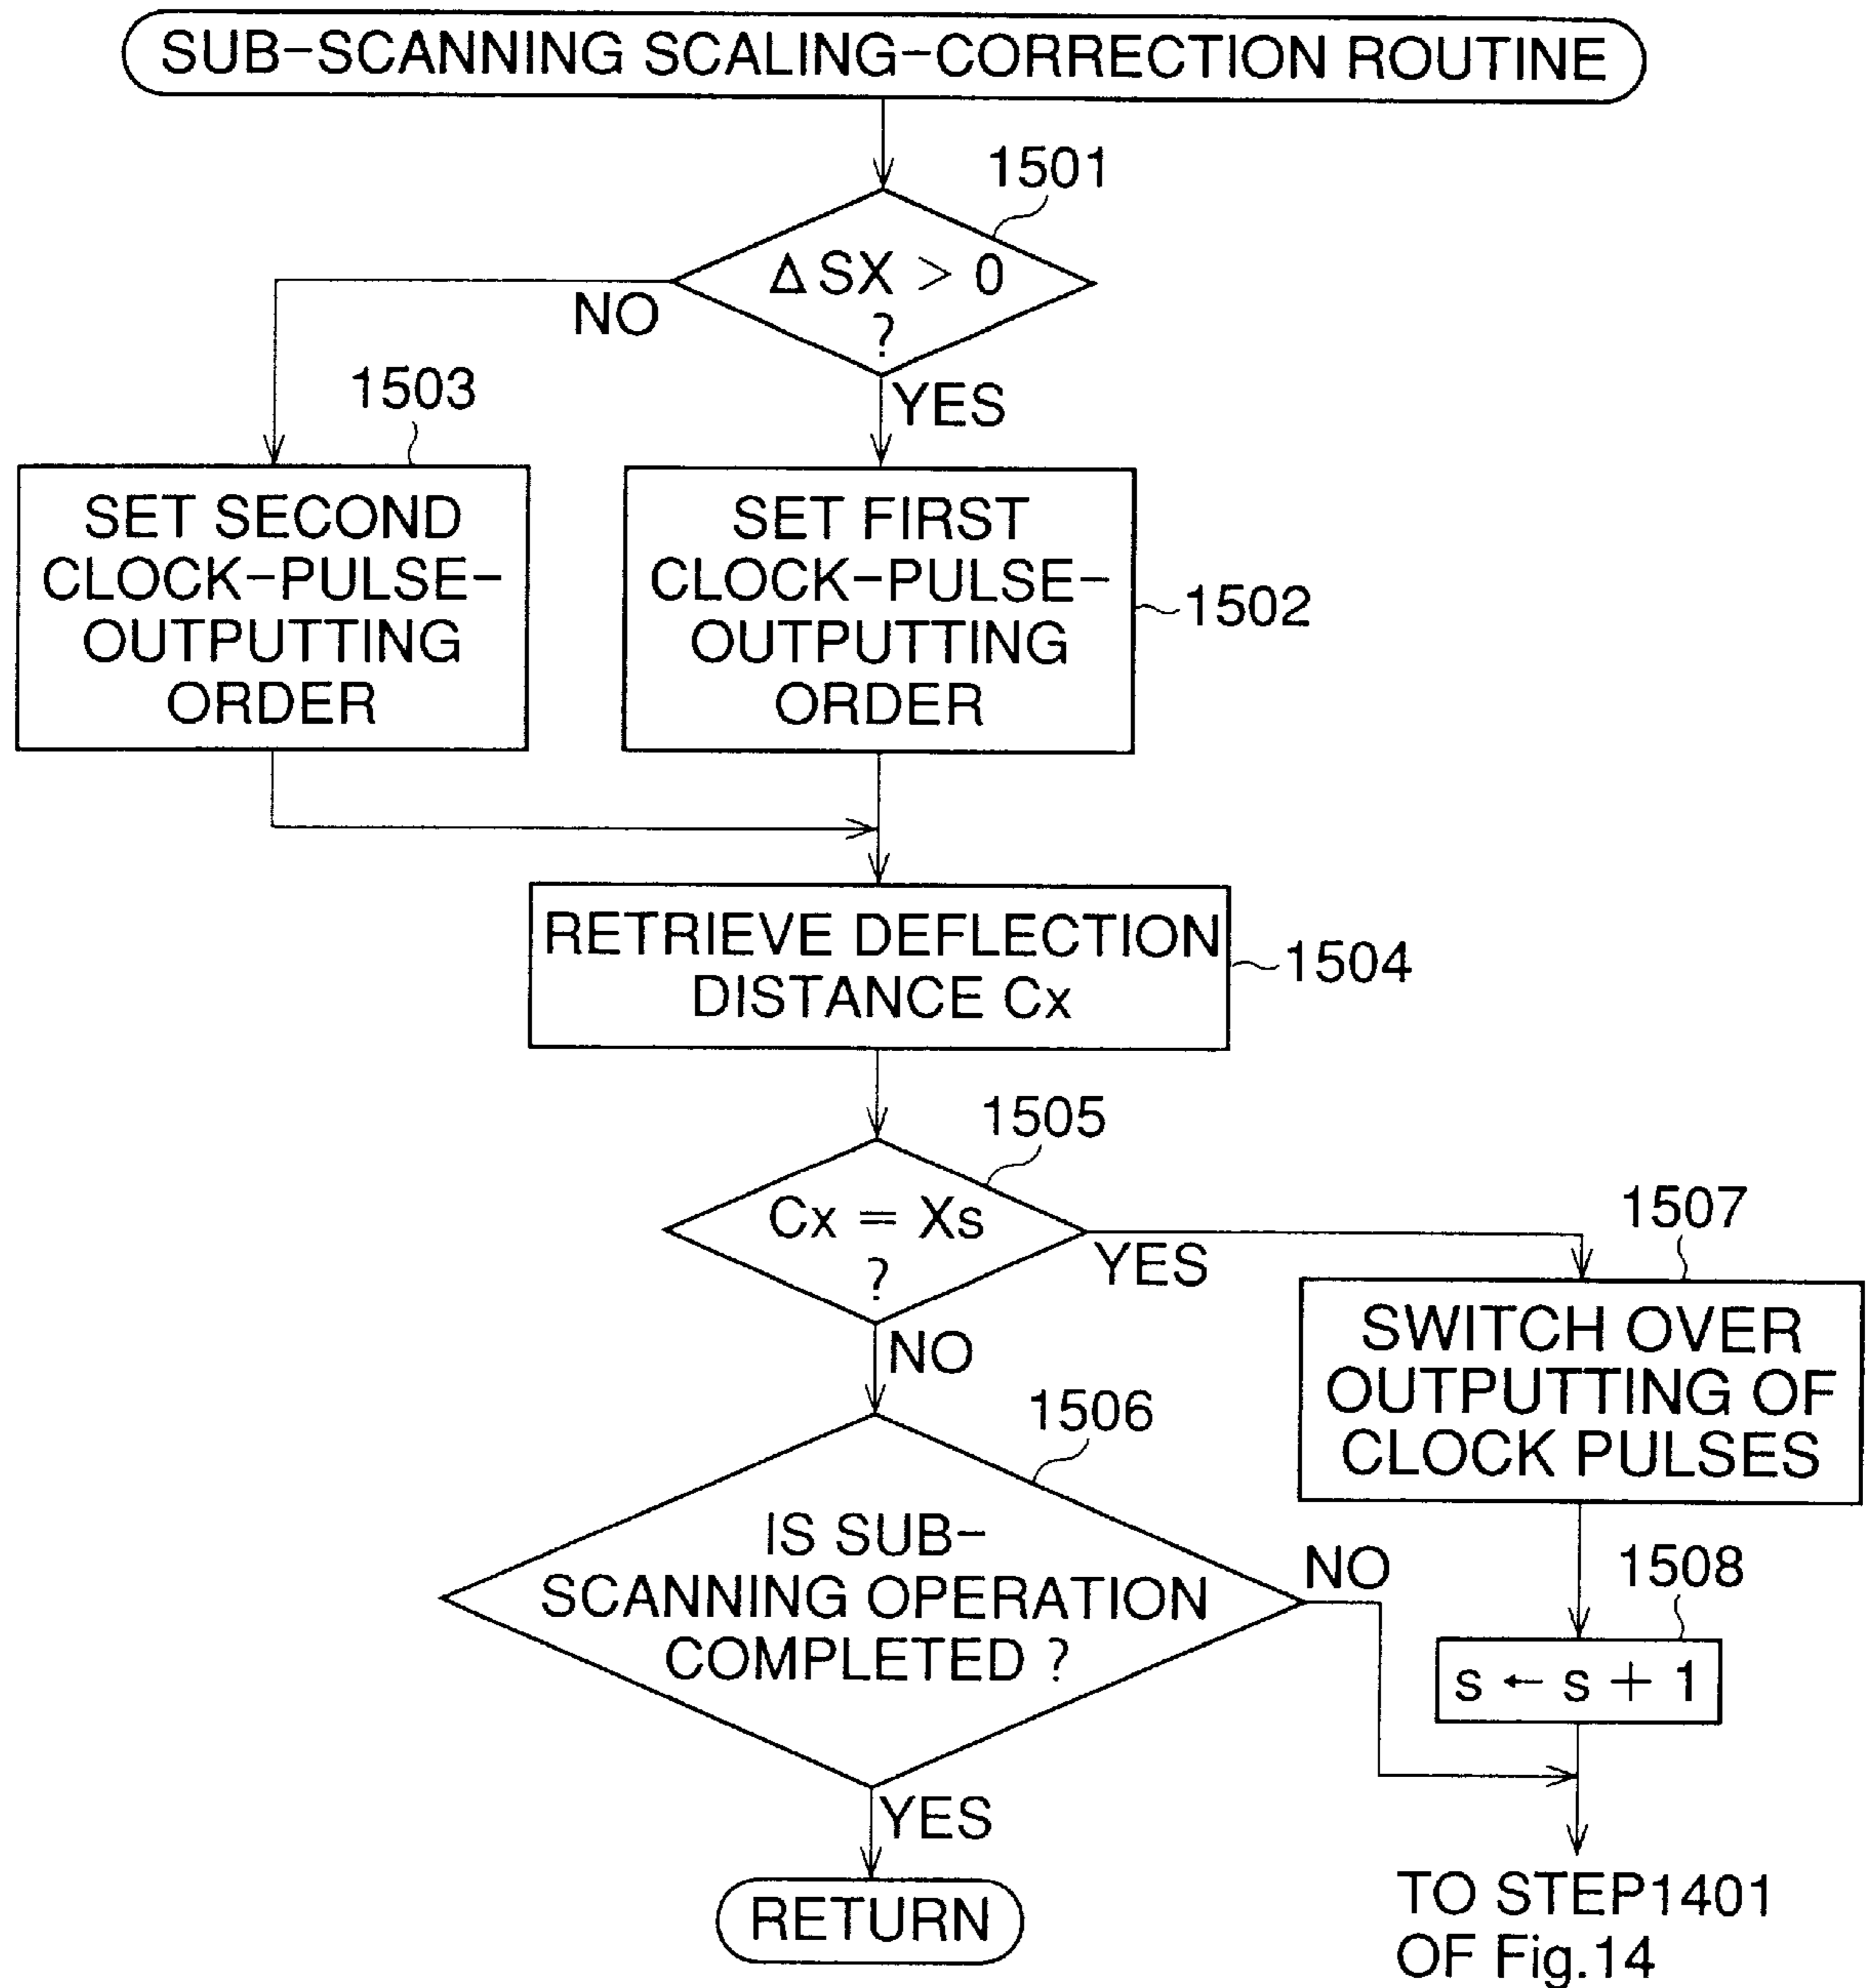 SUB-SCANNING SCALING-CORRECTION ROUTINE
1501
ΔSX > 0
?
NO
YES
1503
SET SECOND
CLOCK-PULSE-
OUTPUTTING
ORDER
SET FIRST
CLOCK-PULSE-
OUTPUTTING
ORDER
1502
RETRIEVE DEFLECTION
DISTANCE Cx
1504
1505
Cx = Xs
?
YES
NO
1507
SWITCH OVER
OUTPUTTING OF
CLOCK PULSES
1506
IS SUB-
SCANNING OPERATION
COMPLETED ?
NO
YES
1508
s ← s + 1
RETURN
TO STEP1401
OF Fig.14